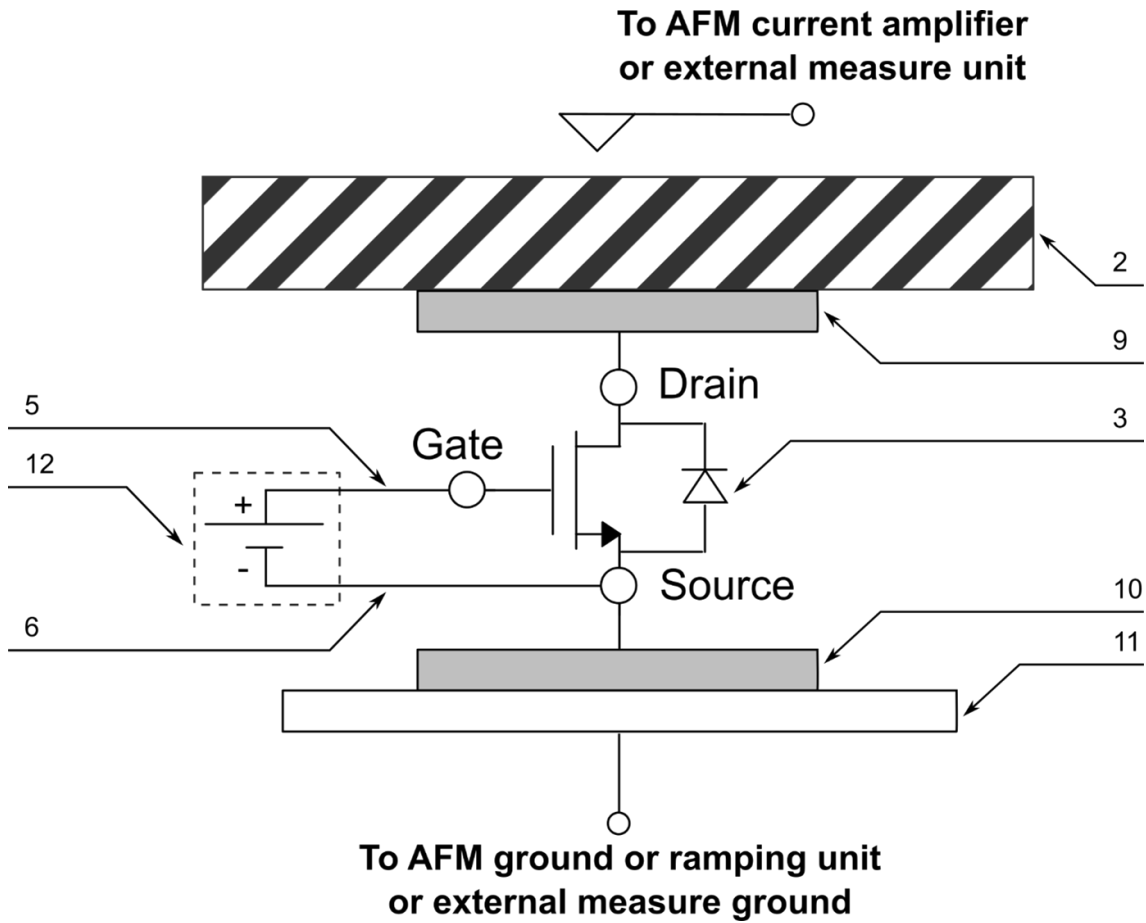 To AFM current amplifier
or external measure unit
2
9
Drain
5
3
Gate
12
+
-
Source
10
6
11
To AFM ground or ramping unit
or external measure ground